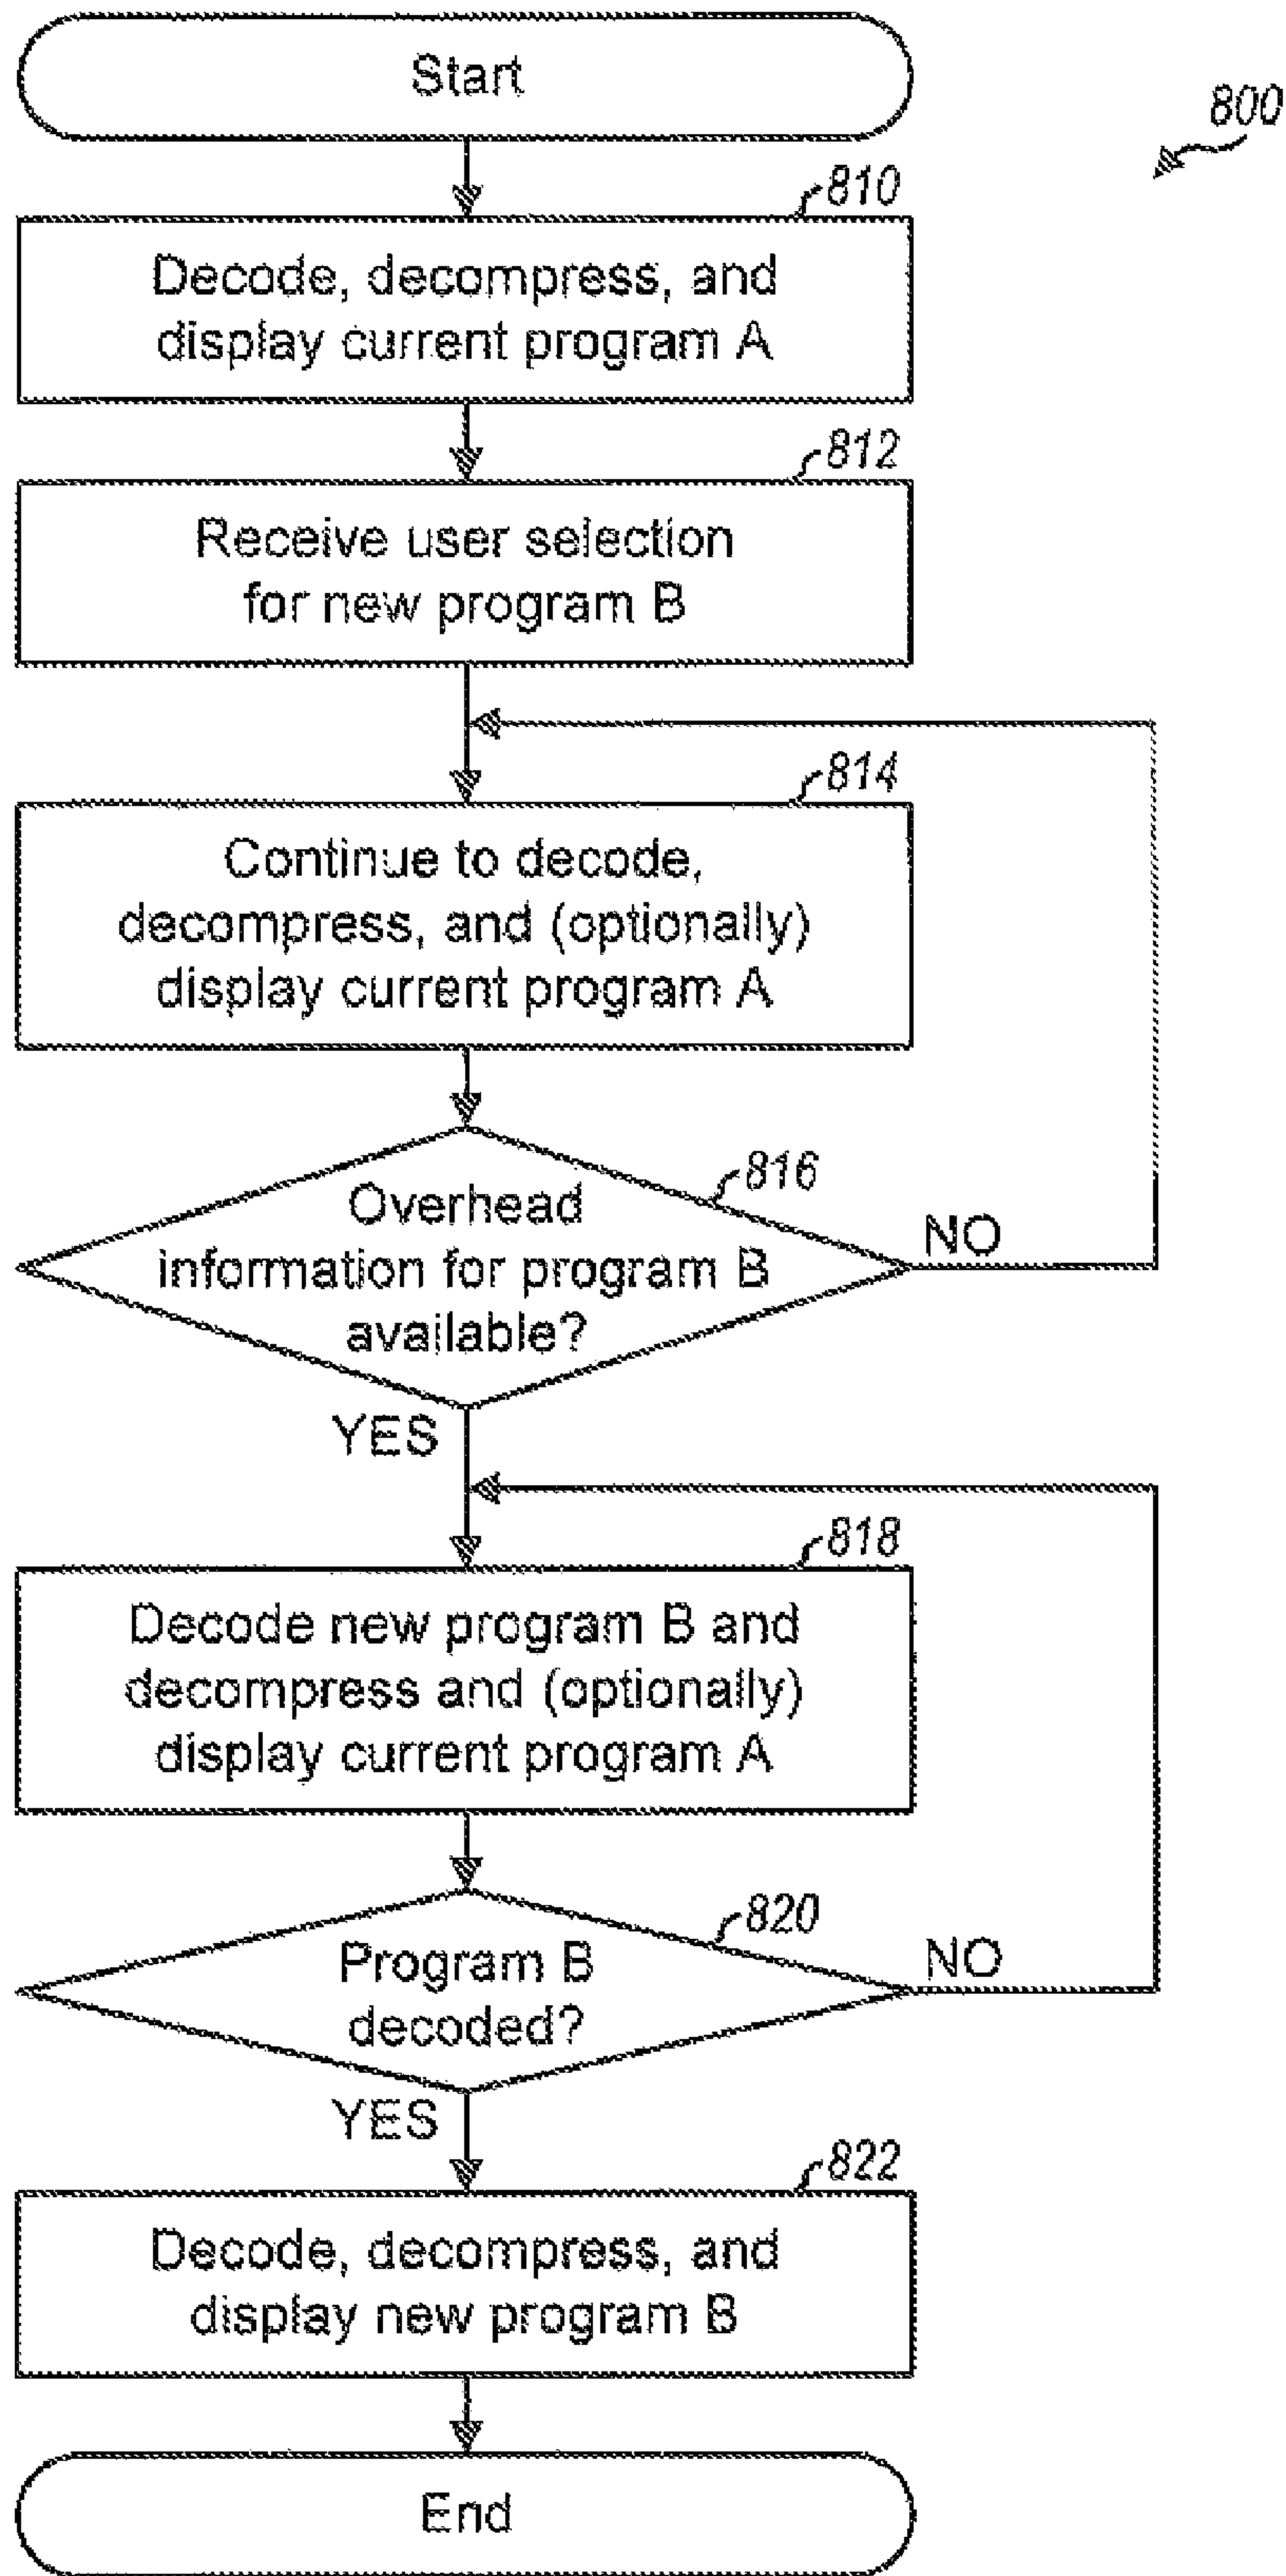 Start
800
810
Decode, decompress, and
display current program A
812
Receive user selection
for new program B
814
Continue to decode,
decompress, and (optionally)
display current program A
816
Overhead
information for program B
available?
NO
YES
818
Decode new program B and
decompress and (optionally)
display current program A
820
Program B
decoded?
NO
YES
822
Decode, decompress, and
display new program B
End